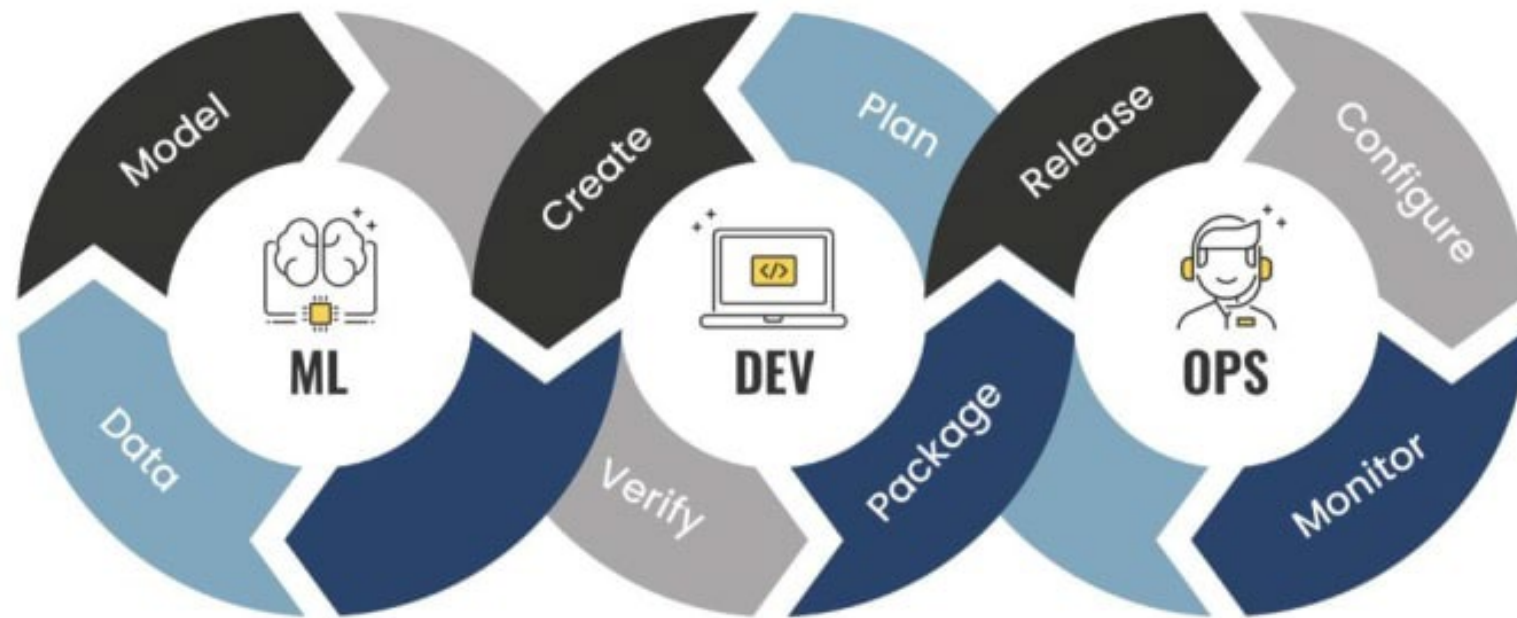 Model
Create
Plan
Release
Configure
</>
ML
DEV
OPS
Data
Verify
Package
Monitor